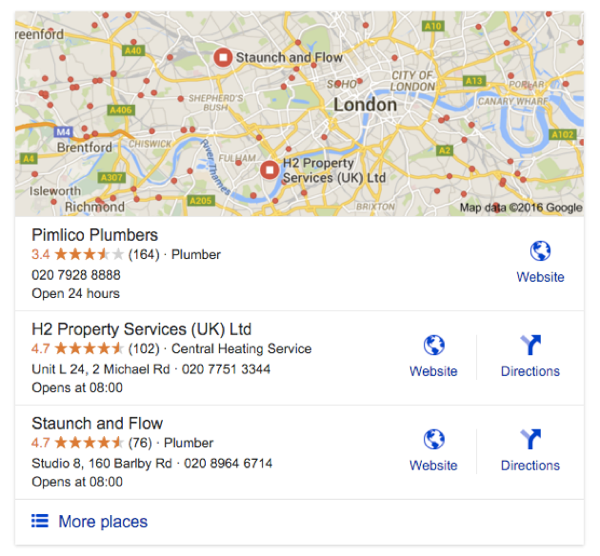 reenford
A10
A40
Staunch and Flow
CITY OF
LONDON
SOHO
A13
POPLAR
SHEPHERD'S
BUSH
London
CANARY WHARF
A406
M4
Brentford
CHISWICK
A102
A4
River Thames
FULHAM
H2 Property
Services (UK) Ltd
A2
A307
Isleworth
Richmond
A205
BRIXTON
Map data ©2016 Google
Pimlico Plumbers
3.4 ★★★★★ (164) · Plumber
020 7928 8888
Open 24 hours
Website
H2 Property Services (UK) Ltd
4.7 ★★★★★ (102) · Central Heating Service
Unit L 24, 2 Michael Rd · 020 7751 3344
Opens at 08:00
Website
Directions
Staunch and Flow
4.7 ★★★★★ (76) · Plumber
Studio 8, 160 Barlby Rd · 020 8964 6714
Opens at 08:00
Website
Directions
More places